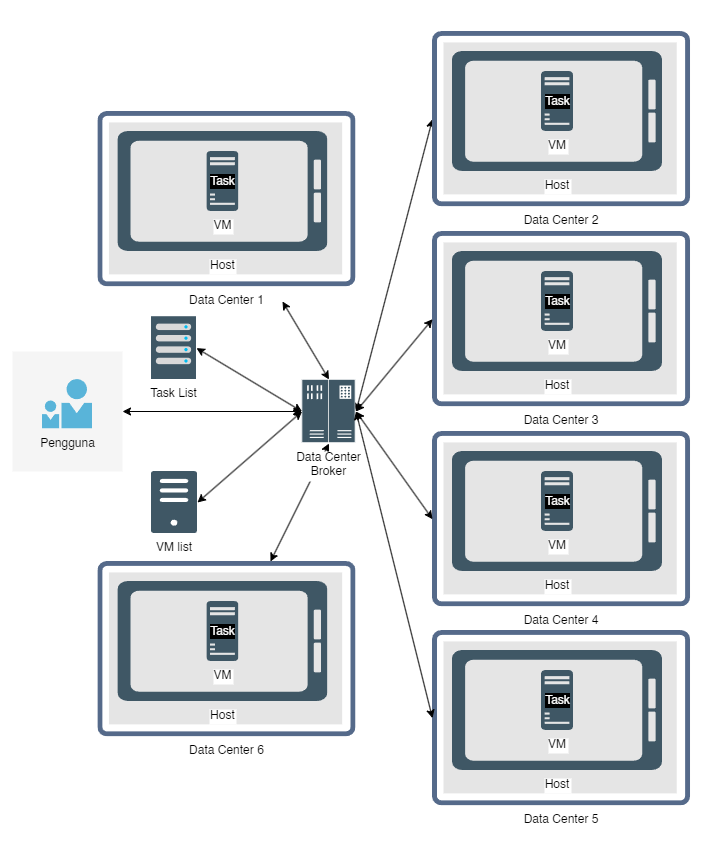 Task
VM
Host
Data Center 1
Task
VM
Host
Data Center 2
Task
VM
Host
Data Center 3
Task List
Pengguna
Data Center
Broker
VM list
Task
VM
Host
Data Center 4
Task
VM
Host
Data Center 6
Task
VM
Host
Data Center 5